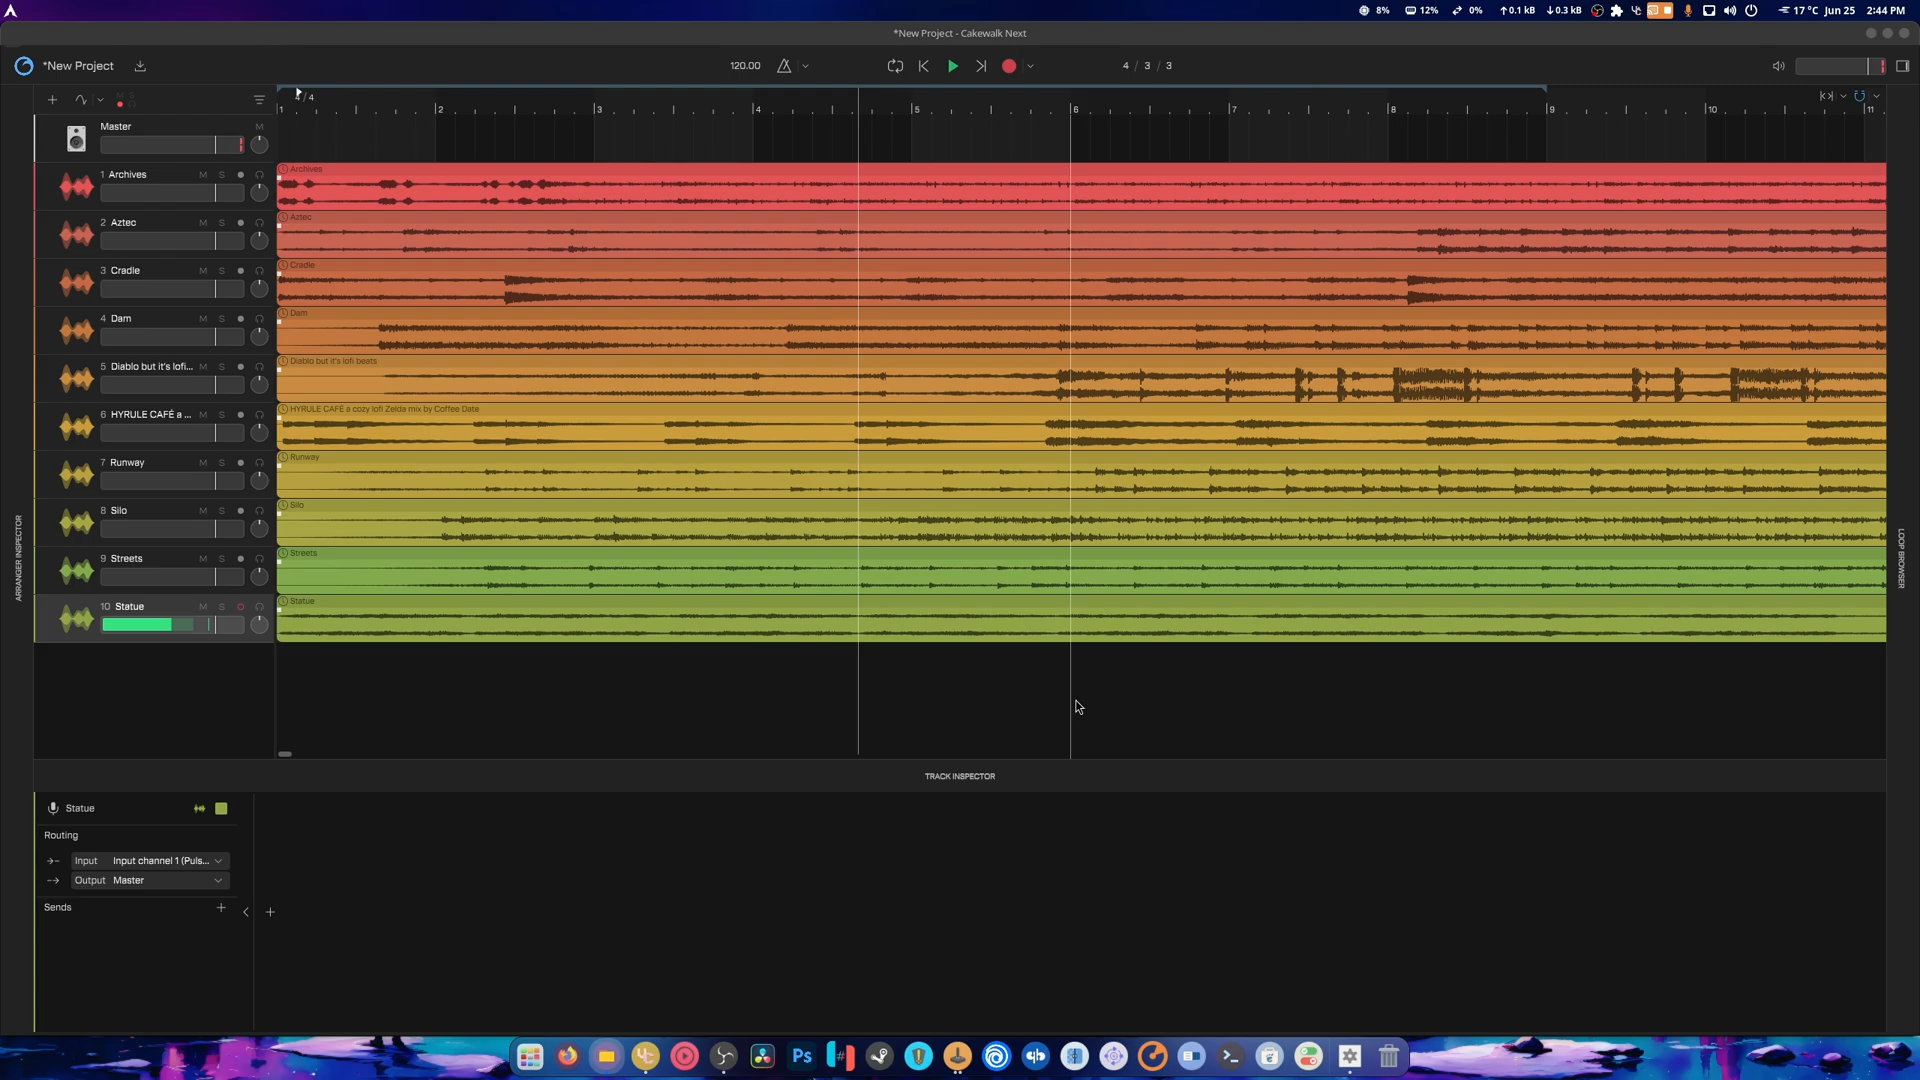 8% 12% 0% ↑0.1 kB ↓0.3 kB 17 °C Jun 25 2:44 PM
*New Project - Cakewalk Next
*New Project 120.00 4 / 3 / 3
4 / 4
1 2 3 4 5 6 7 8 9 10 11
Master M
1 Archives M S
Archives
2 Aztec M S
Aztec
3 Cradle M S
Cradle
4 Dam M S
Dam
5 Diablo but it's lofi... M S
Diablo but it's lofi beats
6 HYRULE CAFÉ a ... M S
HYRULE CAFÉ a cozy lofi Zelda mix by Coffee Date
7 Runway M S
Runway
8 Silo M S
Silo
9 Streets M S
Streets
10 Statue M S
Statue
ARRANGER INSPECTOR
LOOP BROWSER
TRACK INSPECTOR
Statue
Routing
Input Input channel 1 (Puls...
Output Master
Sends
Ps